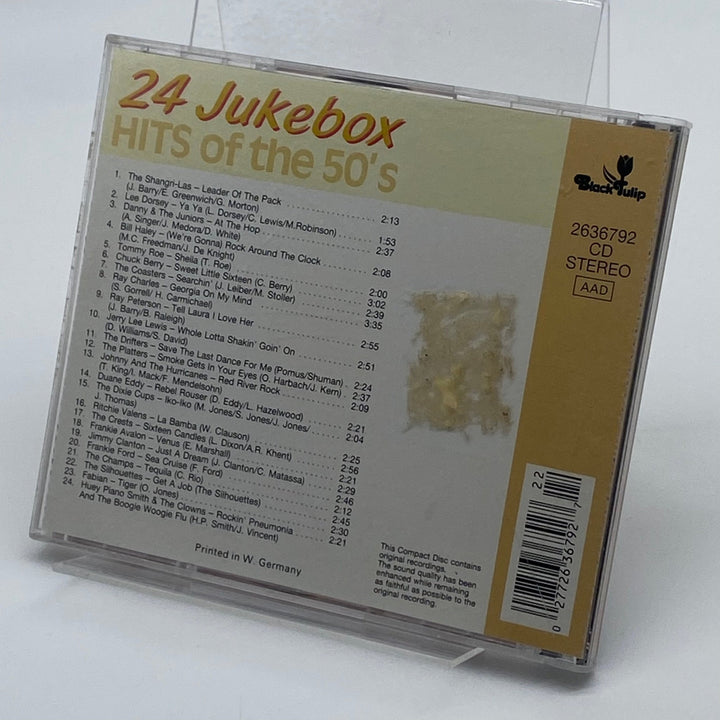 24 Jukebox
HITS of the 50's
1. The Shangri-Las – Leader Of The Pack
(J. Barry/E. Greenwich/G. Morton) 2:13
2. Lee Dorsey – Ya Ya (L. Dorsey/C. Lewis/M.Robinson) 1:53
3. Danny & The Juniors – At The Hop
(A. Singer/J. Medora/D. White) 2:37
4. Bill Haley – (We're Gonna) Rock Around The Clock
(M.C. Freedman/J. De Knight) 2:08
5. Tommy Roe – Sheila (T. Roe) 2:00
6. Chuck Berry – Sweet Little Sixteen (C. Berry) 3:02
7. The Coasters – Searchin' (J. Leiber/M. Stoller) 2:39
8. Ray Charles – Georgia On My Mind
(S. Gorrell/ H. Carmichael) 3:35
9. Ray Peterson – Tell Laura I Love Her
(J. Barry/B. Raleigh) 2:55
10. Jerry Lee Lewis – Whole Lotta Shakin' Goin' On
(D. Williams/S. David) 2:51
11. The Drifters – Save The Last Dance For Me (Pomus/Shuman) 2:24
12. The Platters – Smoke Gets In Your Eyes (O. Harbach/J. Kern) 2:37
13. Johnny And The Hurricanes – Red River Rock
(T. King/I. Mack/F. Mendelsohn) 2:09
14. Duane Eddy – Rebel Rouser (D. Eddy/L. Hazelwood) 2:21
15. The Dixie Cups – Iko-Iko (M. Jones/S. Jones/J. Jones/
J. Thomas) 2:04
16. Ritchie Valens – La Bamba (W. Clauson) 2:25
17. The Crests – Sixteen Candles (L. Dixon/A.R. Khent) 2:56
18. Frankie Avalon – Venus (E. Marshall) 2:21
19. Jimmy Clanton – Just A Dream (J. Clanton/C. Matassa) 2:29
20. Frankie Ford – Sea Cruise (F. Ford) 2:46
21. The Champs – Tequila (C. Rio) 2:12
22. The Silhouettes – Get A Job (The Silhouettes) 2:45
23. Fabian – Tiger (O. Jones) 2:30
24. Huey Piano Smith & The Clowns – Rockin' Pneumonia
And The Boogie Woogie Flu (H.P. Smith/J. Vincent) 2:21
Printed in W. Germany
This Compact Disc contains
original recordings.
The sound quality has been
enhanced while remaining
as faithful as possible to the
original recording.
Black Tulip
2636792
CD
STEREO
AAD
22
0 27726 36792 7